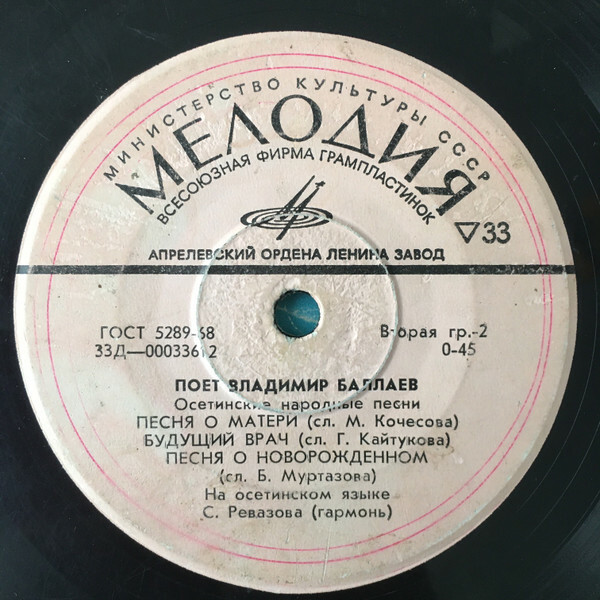 МИНИСТЕРСТВО КУЛЬТУРЫ СССР
МЕЛОДИЯ
ВСЕСОЮЗНАЯ ФИРМА ГРАМПЛАСТИНОК
33
АПРЕЛЕВСКИЙ ОРДЕНА ЛЕНИНА ЗАВОД
ГОСТ 5289-68
Вторая гр.-2
33Д—00033612
0-45
ПОЕТ ВЛАДИМИР БАЛЛАЕВ
Осетинские народные песни
ПЕСНЯ О МАТЕРИ (сл. М. Кочесова)
БУДУЩИЙ ВРАЧ (сл. Г. Кайтукова)
ПЕСНЯ О НОВОРОЖДЕННОМ
(сл. Б. Муртазова)
На осетинском языке
С. Ревазова (гармонь)